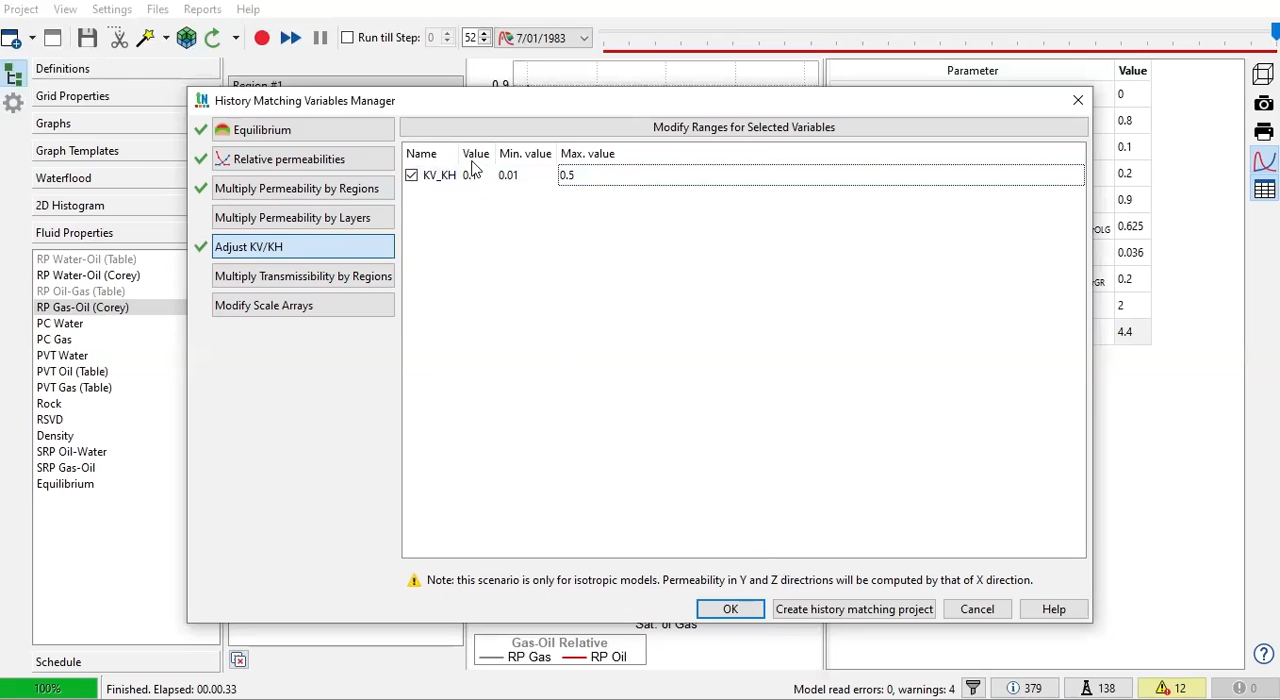 Project View Settings Files Reports Help
Run till Step: 0 52 7/01/1983
Definitions
Grid Properties
Graphs
Graph Templates
Waterflood
2D Histogram
Fluid Properties
RP Water-Oil (Table)
RP Water-Oil (Corey)
RP Oil-Gas (Table)
RP Gas-Oil (Corey)
PC Water
PC Gas
PVT Water
PVT Oil (Table)
PVT Gas (Table)
Rock
RSVD
Density
SRP Oil-Water
SRP Gas-Oil
Equilibrium
Schedule
Region #1
0.9
History Matching Variables Manager
Equilibrium
Relative permeabilities
Multiply Permeability by Regions
Multiply Permeability by Layers
Adjust KV/KH
Multiply Transmissibility by Regions
Modify Scale Arrays
Modify Ranges for Selected Variables
Name Value Min. value Max. value
KV_KH 0.01 0.5
Note: this scenario is only for isotropic models. Permeability in Y and Z directions will be computed by that of X direction.
OK Create history matching project Cancel Help
Sat. of Gas
Gas-Oil Relative
RP Gas RP Oil
Parameter Value
0
0.8
0.1
0.2
0.9
OLG 0.625
0.036
GR 0.2
2
4.4
100% Finished. Elapsed: 00.00.33 Model read errors: 0, warnings: 4 379 138 12 0